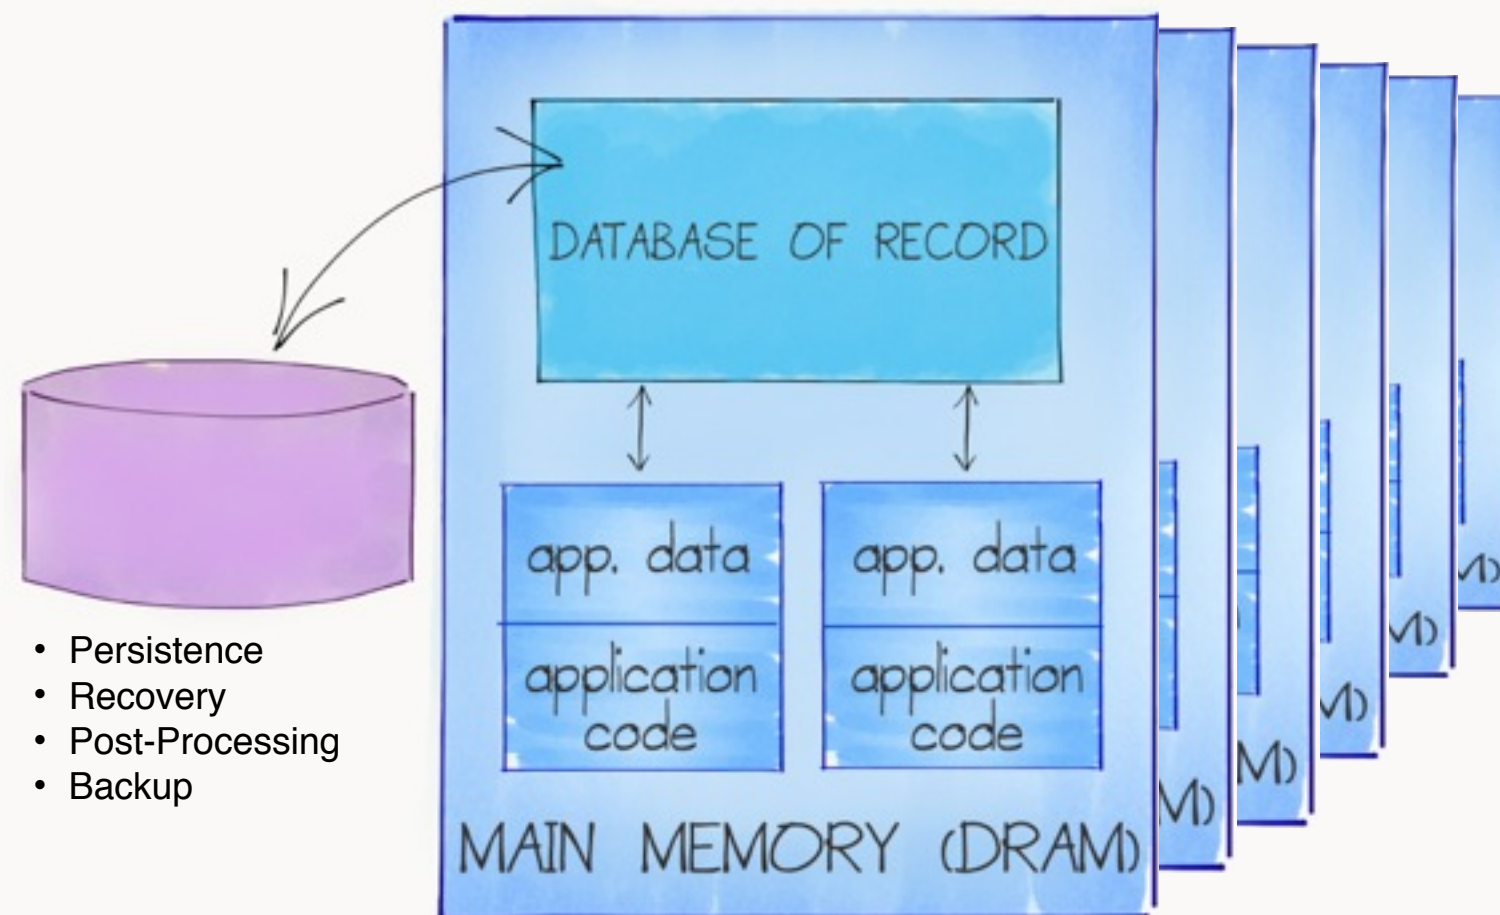 DATABASE OF RECORD
app. data
application
code
app. data
application
code
MAIN MEMORY (DRAM)
M)
M)
M)
M)
M)
• Persistence
• Recovery
• Post-Processing
• Backup